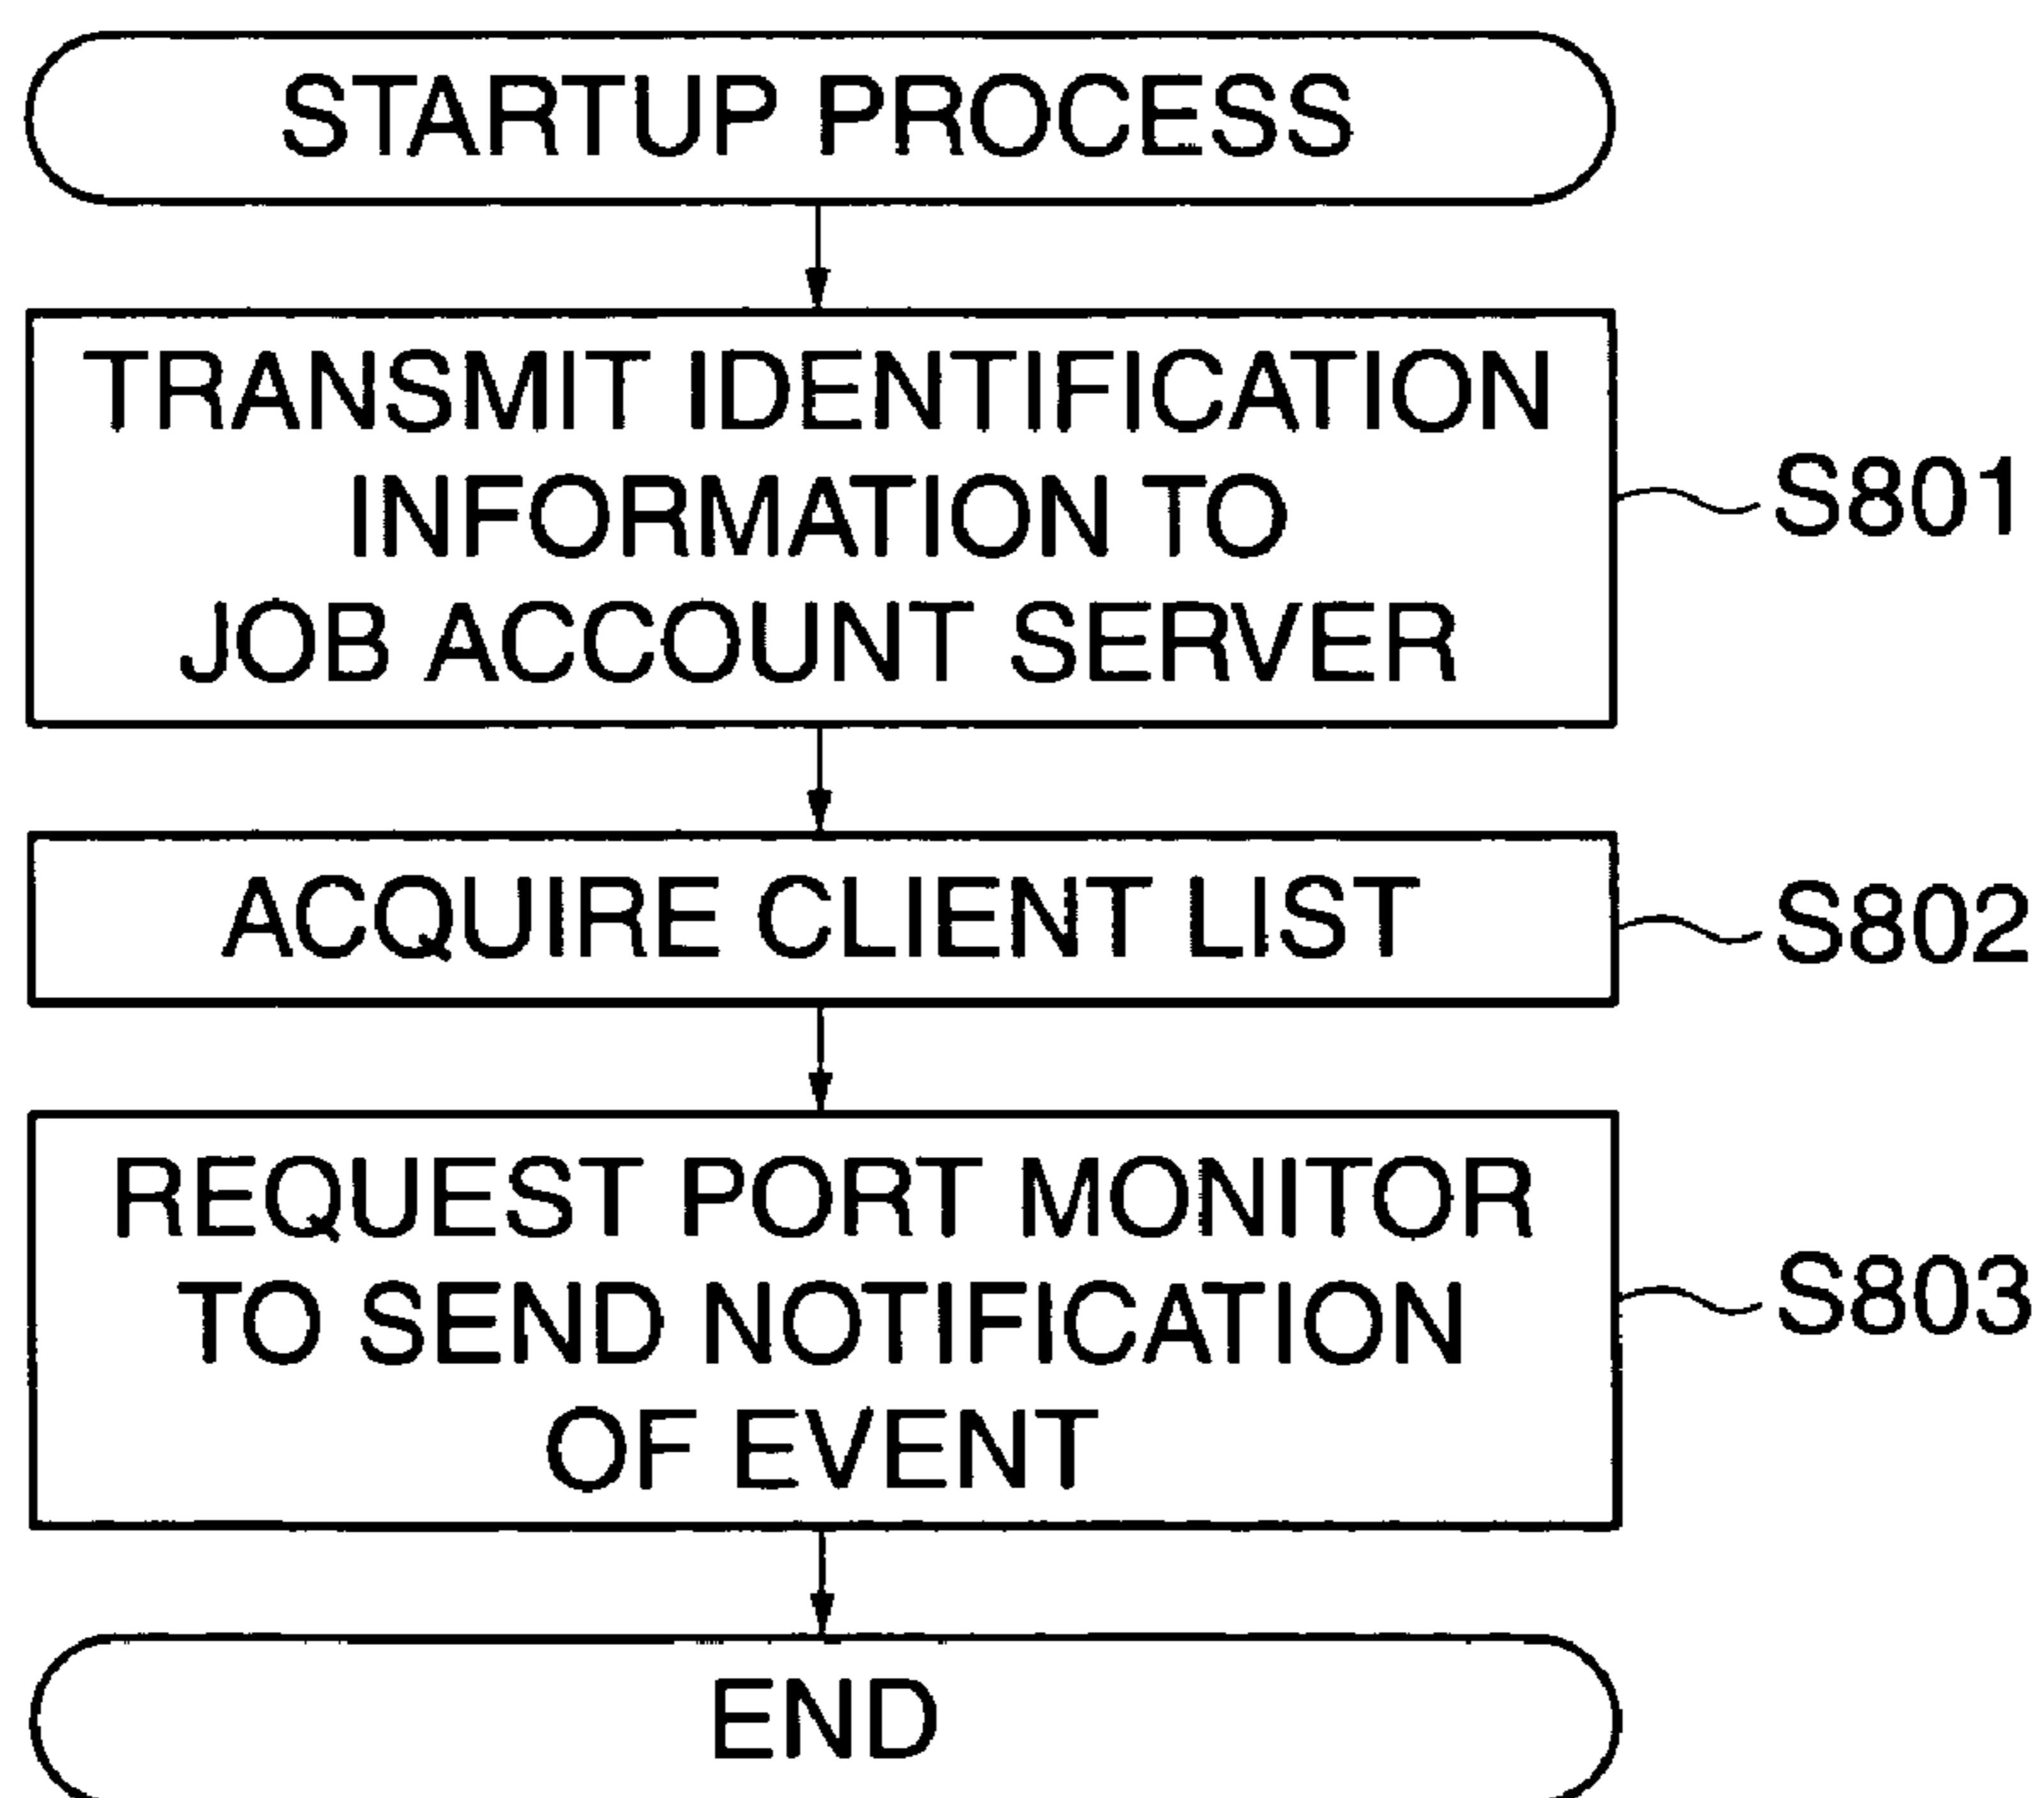 STARTUP PROCESS
TRANSMIT IDENTIFICATION
INFORMATION TO
JOB ACCOUNT SERVER
S801
ACQUIRE CLIENT LIST
S802
REQUEST PORT MONITOR
TO SEND NOTIFICATION
OF EVENT
S803
END